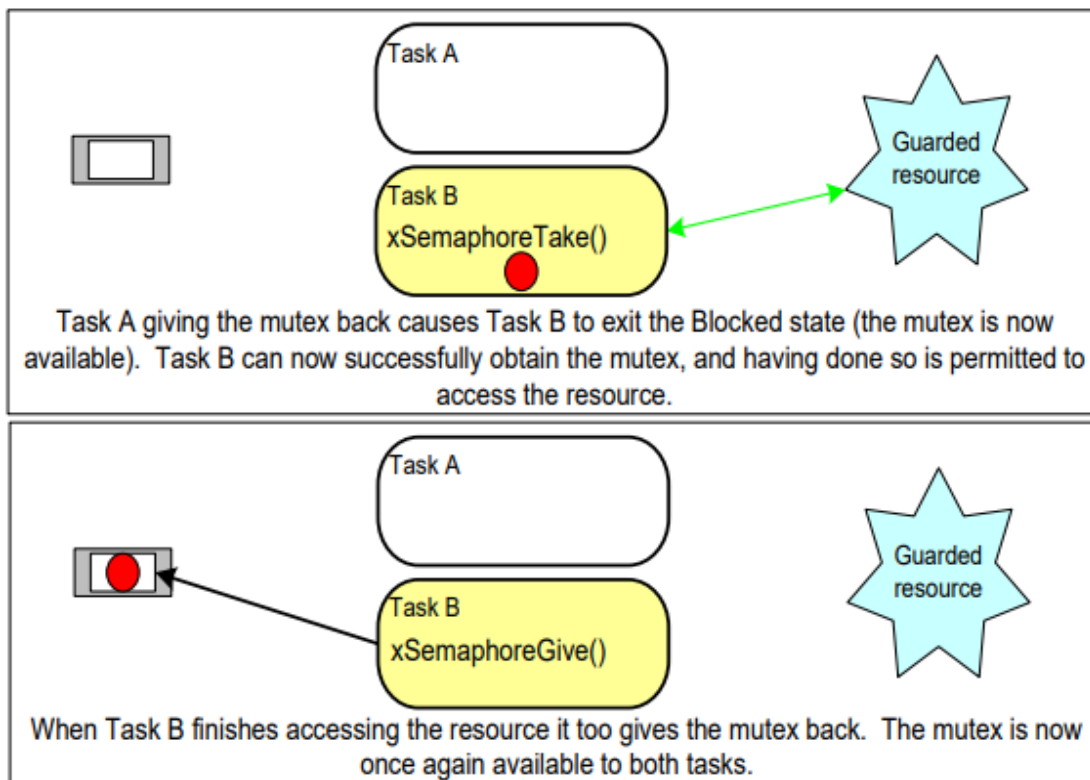 Task A
Task B
xSemaphoreTake()
Guarded
resource
Task A giving the mutex back causes Task B to exit the Blocked state (the mutex is now
available).  Task B can now successfully obtain the mutex, and having done so is permitted to
access the resource.
Task A
Task B
xSemaphoreGive()
Guarded
resource
When Task B finishes accessing the resource it too gives the mutex back.  The mutex is now
once again available to both tasks.